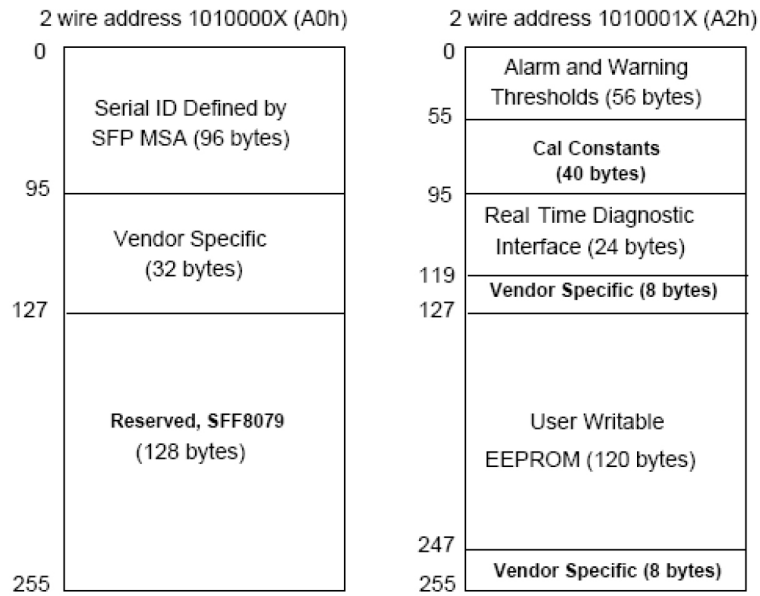 2 wire address 1010000X (A0h)
0
Serial ID Defined by
SFP MSA (96 bytes)
95
Vendor Specific
(32 bytes)
127
Reserved, SFF8079
(128 bytes)
255
2 wire address 1010001X (A2h)
0
Alarm and Warning
Thresholds (56 bytes)
55
Cal Constants
(40 bytes)
95
Real Time Diagnostic
Interface (24 bytes)
119
Vendor Specific (8 bytes)
127
User Writable
EEPROM (120 bytes)
247
Vendor Specific (8 bytes)
255